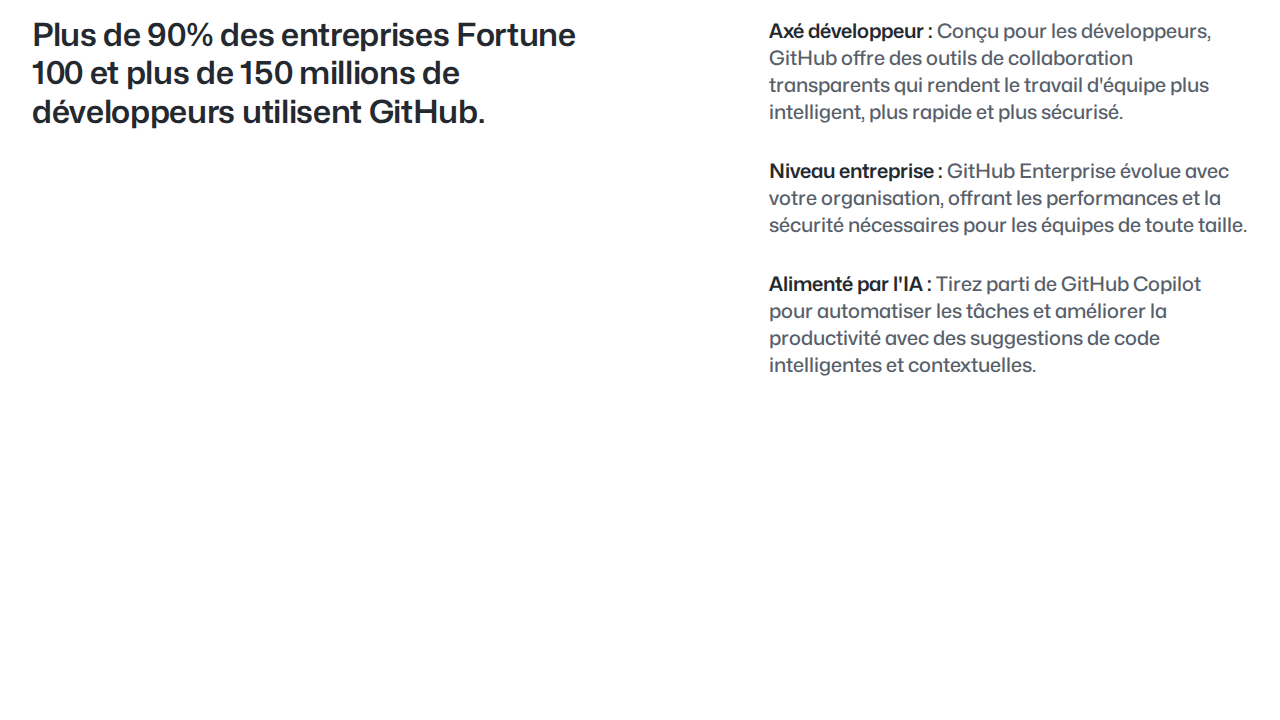 Plus de 90% des entreprises Fortune
100 et plus de 150 millions de
développeurs utilisent GitHub.
Axé développeur : Conçu pour les développeurs,
GitHub offre des outils de collaboration
transparents qui rendent le travail d'équipe plus
intelligent, plus rapide et plus sécurisé.
Niveau entreprise : GitHub Enterprise évolue avec
votre organisation, offrant les performances et la
sécurité nécessaires pour les équipes de toute taille.
Alimenté par l'IA : Tirez parti de GitHub Copilot
pour automatiser les tâches et améliorer la
productivité avec des suggestions de code
intelligentes et contextuelles.